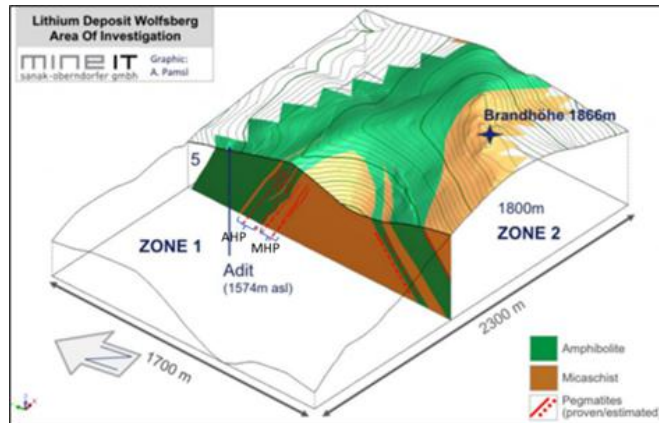 Lithium Deposit Wolfsberg
Area Of Investigation
mine IT
sanak-oberndorfer gmbh
Graphic:
A. Pamsl
Brandhöhe 1866m
5
1800m
ZONE 1
AHP
MHP
ZONE 2
Adit
(1574m asl)
1700 m
2300 m
Amphibolite
Micaschist
Pegmatites
(proven/estimated)